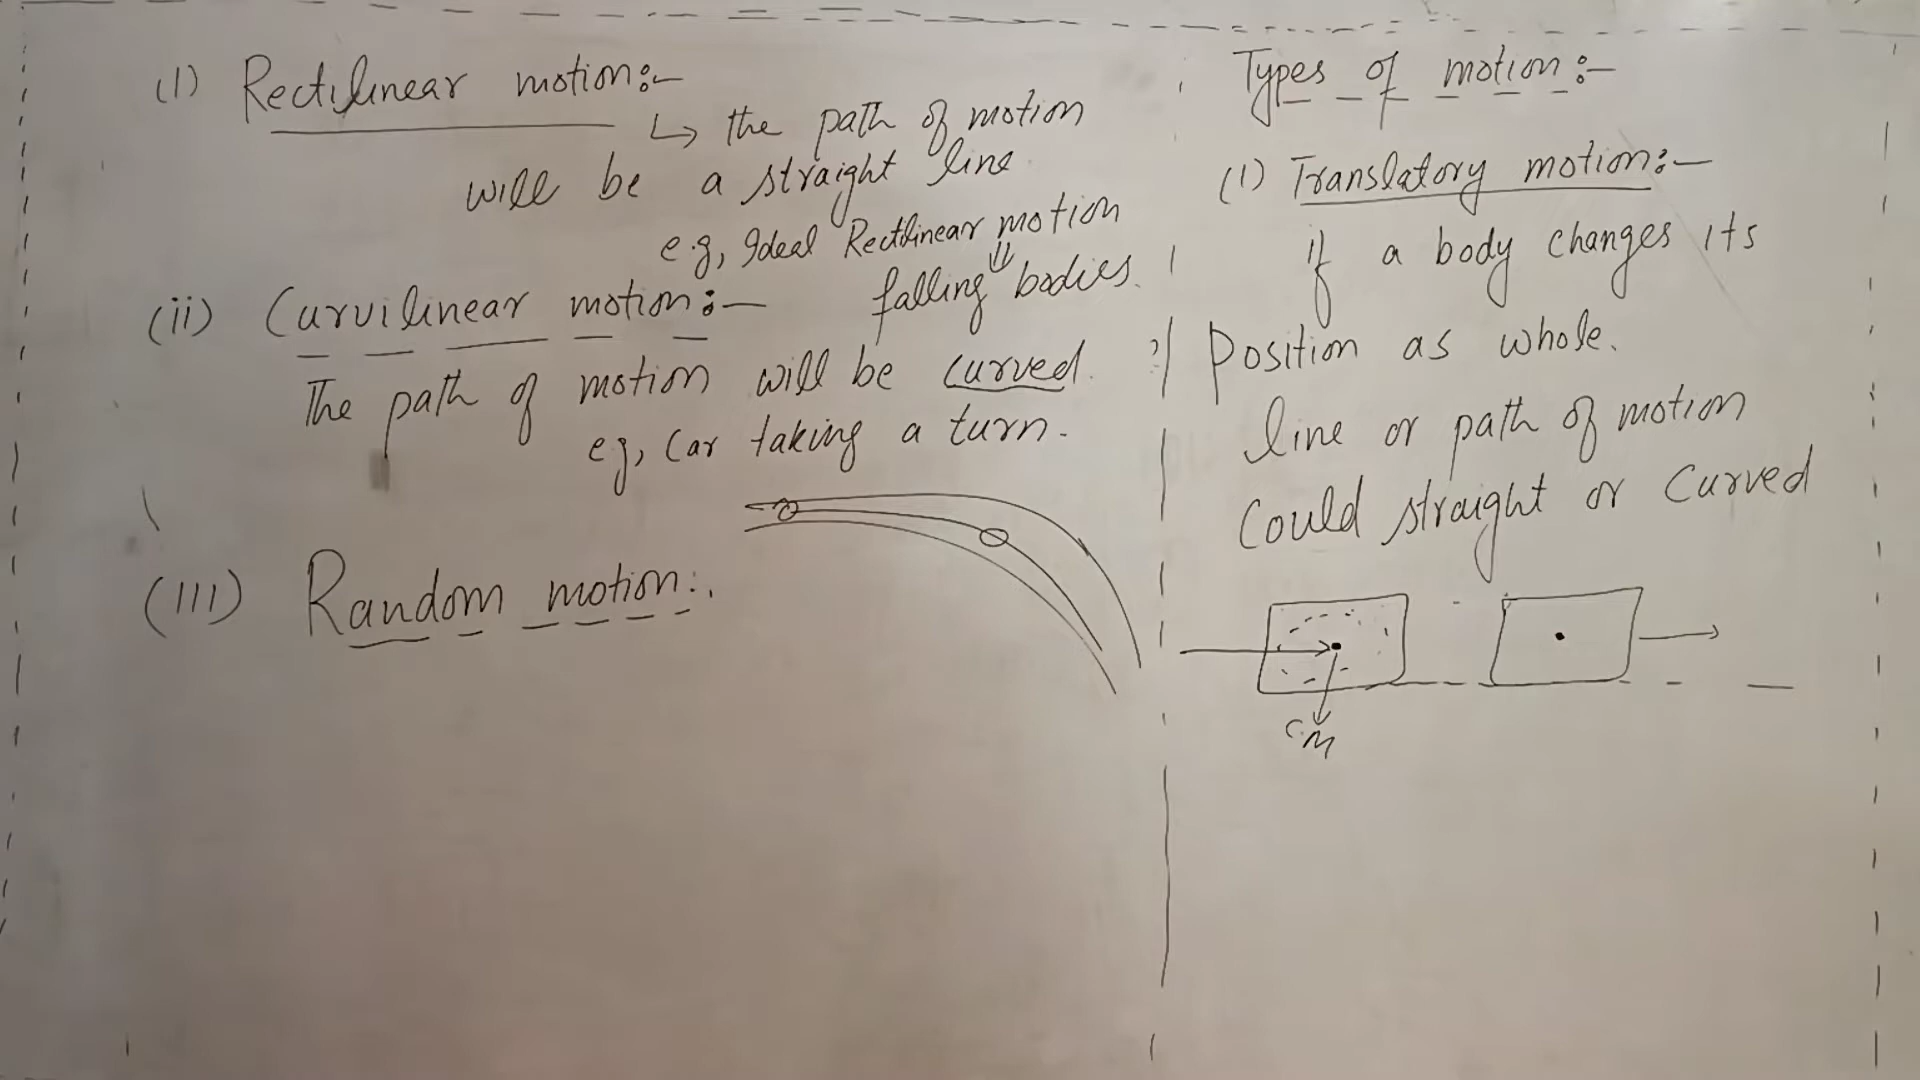 Types of motion:-
(1) Translatory motion:-
if a body changes its
Position as whole.
line or path of motion
Could straight or Curved
CM
(1) Rectilinear motion:-
↳ the path of motion
will be a straight line
e.g, Ideal Rectilinear motion
⇓
falling bodies.
(ii) Curvilinear motion:-
The path of motion will be curved.
eg, Car taking a turn.
(III) Random motion:.